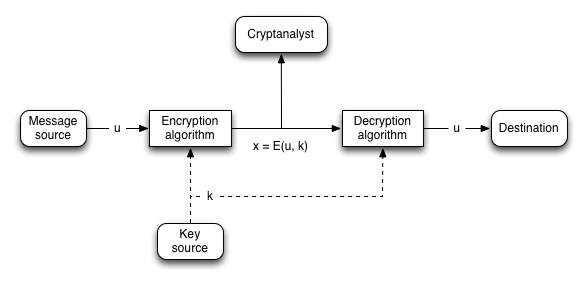 Cryptanalyst
Message
source
u
Encryption
algorithm
x = E(u, k)
Decryption
algorithm
u
Destination
k
Key
source